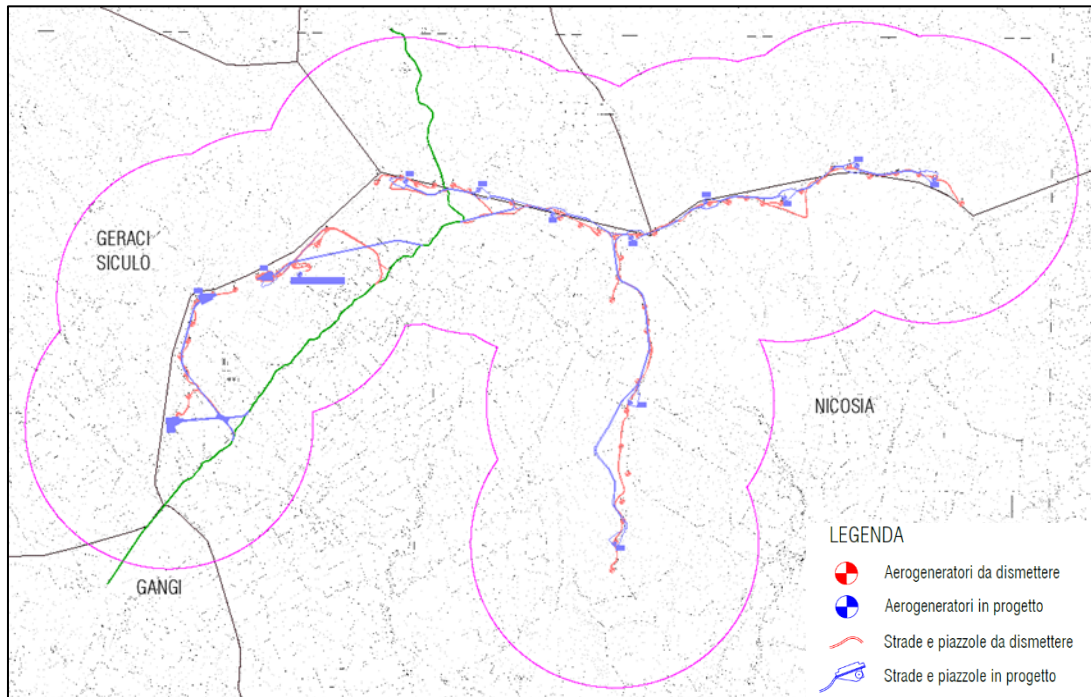 GERACI
SICULO
NICOSIA
GANGI
LEGENDA
Aerogeneratori da dismettere
Aerogeneratori in progetto
Strade e piazzole da dismettere
Strade e piazzole in progetto